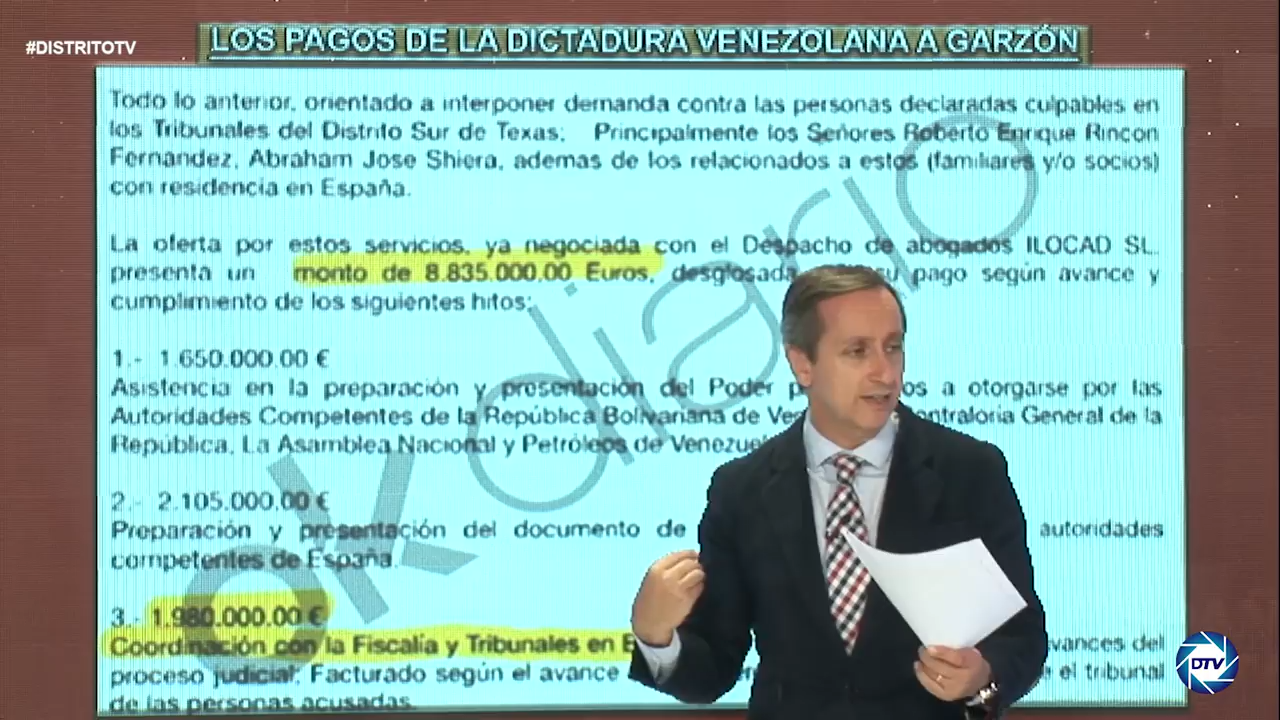 #DISTRITOTV
LOS PAGOS DE LA DICTADURA VENEZOLANA A GARZÓN
Todo lo anterior, orientado a interponer demanda contra las personas declaradas culpables en
los Tribunales del Distrito Sur de Texas; Principalmente los Señores Roberto Enrique Rincon
Fernandez, Abraham Jose Shiera, ademas de los relacionados a estos (familiares y/o socios)
con residencia en España.
La oferta por estos servicios, ya negociada con el Despacho de abogados ILOCAD SL.
presenta un monto de 8.835.000.00 Euros, desglosada su pago según avance y
cumplimiento de los siguientes hitos:
1.- 1.650.000.00 €
Asistencia en la preparación y presentación del Poder a otorgarse por las
Autoridades Competentes de la República Bolivariana de General de la
República, La Asamblea Nacional y Petróleos de
2.- 2.105.000.00 €
Preparación y presentación del documento de autoridades
competentes de España.
3.- 1.980.000.00 €
Coordinación con la Fiscalía y Tribunales en del
proceso judicial; Facturado según el avance el tribunal
de las personas acusadas.
okdiario
DTV